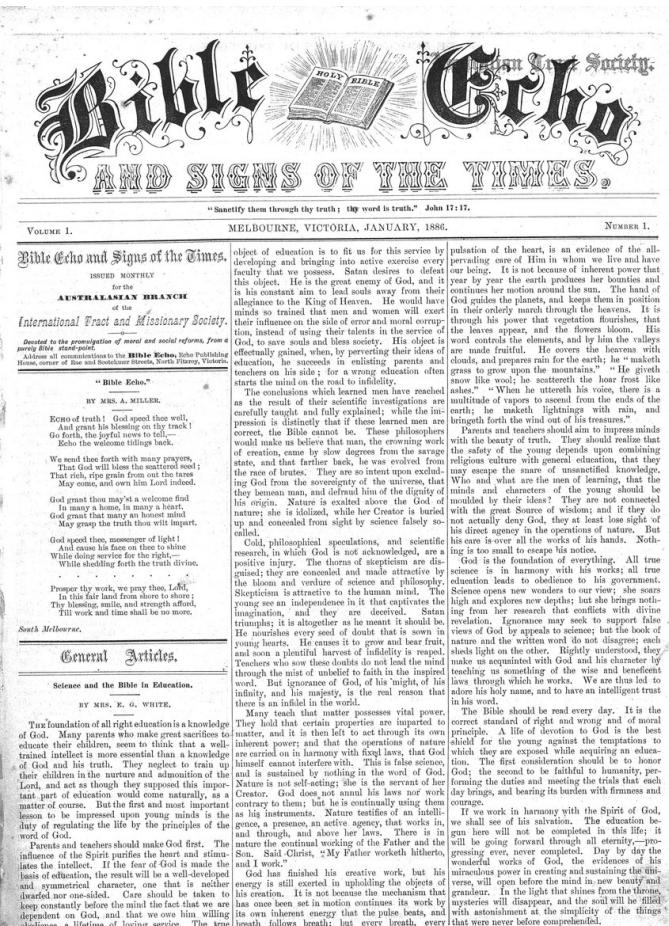 Bible Echo
HOLY BIBLE
Tract Society.
AND SIGNS OF THE TIMES.
"Sanctify them through thy truth; thy word is truth." John 17:17.
VOLUME 1.
MELBOURNE, VICTORIA, JANUARY, 1886.
NUMBER 1.
Bible Echo and Signs of the Times.
ISSUED MONTHLY
for the
AUSTRALASIAN BRANCH
of the
International Tract and Missionary Society.
Devoted to the promulgation of moral and social reforms, from a
purely Bible stand-point.
Address all communications to the Bible Echo, Echo Publishing
House, corner of Rae and Scotchmer Streets, North Fitzroy, Victoria.
"Bible Echo."
BY MRS. A. MILLER.
ECHO of truth! God speed thee well,
And grant his blessing on thy track!
Go forth, the joyful news to tell,—
Echo the welcome tidings back.
We send thee forth with many prayers,
That God will bless the scattered seed;
That rich, ripe grain from out the tares
May come, and own him Lord indeed.
God grant thou may'st a welcome find
In many a home, in many a heart.
God grant that many an honest mind
May grasp the truth thou wilt impart.
God speed thee, messenger of light!
And cause his face on thee to shine
While doing service for the right,—
While shedding forth the truth divine.
. . . . . . . .
Prosper thy work, we pray thee, Lord,
In this fair land from shore to shore;
Thy blessing, smile, and strength afford,
Till work and time shall be no more.
South Melbourne.
General Articles.
Science and the Bible in Education.
BY MRS. E. G. WHITE.
THE foundation of all right education is a knowledge
of God. Many parents who make great sacrifices to
educate their children, seem to think that a well-
trained intellect is more essential than a knowledge
of God and his truth. They neglect to train up
their children in the nurture and admonition of the
Lord, and act as though they supposed this impor-
tant part of education would come naturally, as a
matter of course. But the first and most important
lesson to be impressed upon young minds is the
duty of regulating the life by the principles of the
word of God.
Parents and teachers should make God first. The
influence of the Spirit purifies the heart and stimu-
lates the intellect. If the fear of God is made the
basis of education, the result will be a well-developed
and symmetrical character, one that is neither
dwarfed nor one-sided. Care should be taken to
keep constantly before the mind the fact that we are
dependent on God, and that we owe him willing
obedience, a lifetime of loving service. The true
object of education is to fit us for this service by
developing and bringing into active exercise every
faculty that we possess. Satan desires to defeat
this object. He is the great enemy of God, and it
is his constant aim to lead souls away from their
allegiance to the King of Heaven. He would have
minds so trained that men and women will exert
their influence on the side of error and moral corrup-
tion, instead of using their talents in the service of
God, to save souls and bless society. His object is
effectually gained, when, by perverting their ideas of
education, he succeeds in enlisting parents and
teachers on his side; for a wrong education often
starts the mind on the road to infidelity.
The conclusions which learned men have reached
as the result of their scientific investigations are
carefully taught and fully explained; while the im-
pression is distinctly that if these learned men are
correct, the Bible cannot be. These philosophers
would make us believe that man, the crowning work
of creation, came by slow degrees from the savage
state, and that farther back, he was evolved from
the race of brutes. They are so intent upon exclud-
ing God from the sovereignty of the universe, that
they bemean man, and defraud him of the dignity of
his origin. Nature is exalted above the God of
nature; she is idolized, while her Creator is buried
up and concealed from sight by science falsely so-
called.
Cold, philosophical speculations, and scientific
research, in which God is not acknowledged, are a
positive injury. The thorns of skepticism are dis-
guised; they are concealed and made attractive by
the bloom and verdure of science and philosophy.
Skepticism is attractive to the human mind. The
young see an independence in it that captivates the
imagination, and they are deceived. Satan
triumphs; it is altogether as he meant it should be.
He nourishes every seed of doubt that is sown in
young hearts. He causes it to grow and bear fruit,
and soon a plentiful harvest of infidelity is reaped.
Teachers who sow these doubts do not lead the mind
through the mist of unbelief to faith in the inspired
word. But ignorance of God, of his might, of his
infinity, and his majesty, is the real reason that
there is an infidel in the world.
Many teach that matter possesses vital power.
They hold that certain properties are imparted to
matter, and it is then left to act through its own
inherent power; and that the operations of nature
are carried on in harmony with fixed laws, that God
himself cannot interfere with. This is false science,
and is sustained by nothing in the word of God.
Nature is not self-acting; she is the servant of her
Creator. God does not annul his laws nor work
contrary to them; but he is continually using them
as his instruments. Nature testifies of an intelli-
gence, a presence, an active agency, that works in,
and through, and above her laws. There is in
nature the continual working of the Father and the
Son. Said Christ, "My Father worketh hitherto,
and I work."
God has finished his creative work, but his
energy is still exerted in upholding the objects of
his creation. It is not because the mechanism that
has once been set in motion continues its work by
its own inherent energy that the pulse beats, and
breath follows breath; but every breath, every
pulsation of the heart, is an evidence of the all-
pervading care of Him in whom we live and have
our being. It is not because of inherent power that
year by year the earth produces her bounties and
continues her motion around the sun. The hand of
God guides the planets, and keeps them in position
in their orderly march through the heavens. It is
through his power that vegetation flourishes, that
the leaves appear, and the flowers bloom. His
word controls the elements, and by him the valleys
are made fruitful. He covers the heavens with
clouds, and prepares rain for the earth; he "maketh
grass to grow upon the mountains." "He giveth
snow like wool; he scattereth the hoar frost like
ashes." "When he uttereth his voice, there is a
multitude of vapors to ascend from the ends of the
earth; he maketh lightnings with rain, and
bringeth forth the wind out of his treasures."
Parents and teachers should aim to impress minds
with the beauty of truth. They should realize that
the safety of the young depends upon combining
religious culture with general education, that they
may escape the snare of unsanctified knowledge.
Who and what are the men of learning, that the
minds and characters of the young should be
moulded by their ideas? They are not connected
with the great Source of wisdom; and if they do
not actually deny God, they at least lose sight of
his direct agency in the operations of nature. But
his care is over all the works of his hands. Noth-
ing is too small to escape his notice.
God is the foundation of everything. All true
science is in harmony with his works; all true
education leads to obedience to his government.
Science opens new wonders to our view; she soars
high and explores new depths; but she brings noth-
ing from her research that conflicts with divine
revelation. Ignorance may seek to support false
views of God by appeals to science; but the book of
nature and the written word do not disagree; each
sheds light on the other. Rightly understood, they
make us acquainted with God and his character by
teaching us something of the wise and beneficent
laws through which he works. We are thus led to
adore his holy name, and to have an intelligent trust
in his word.
The Bible should be read every day. It is the
correct standard of right and wrong and of moral
principle. A life of devotion to God is the best
shield for the young against the temptations to
which they are exposed while acquiring an educa-
tion. The first consideration should be to honor
God; the second to be faithful to humanity, per-
forming the duties and meeting the trials that each
day brings, and bearing its burden with firmness and
courage.
If we work in harmony with the Spirit of God,
we shall see of his salvation. The education be-
gun here will not be completed in this life; it
will be going forward through all eternity,—pro-
gressing ever, never completed. Day by day the
wonderful works of God, the evidences of his
miraculous power in creating and sustaining the uni-
verse, will open before the mind in new beauty and
grandeur. In the light that shines from the throne,
mysteries will disappear, and the soul will be filled
with astonishment at the simplicity of the things
that were never before comprehended.